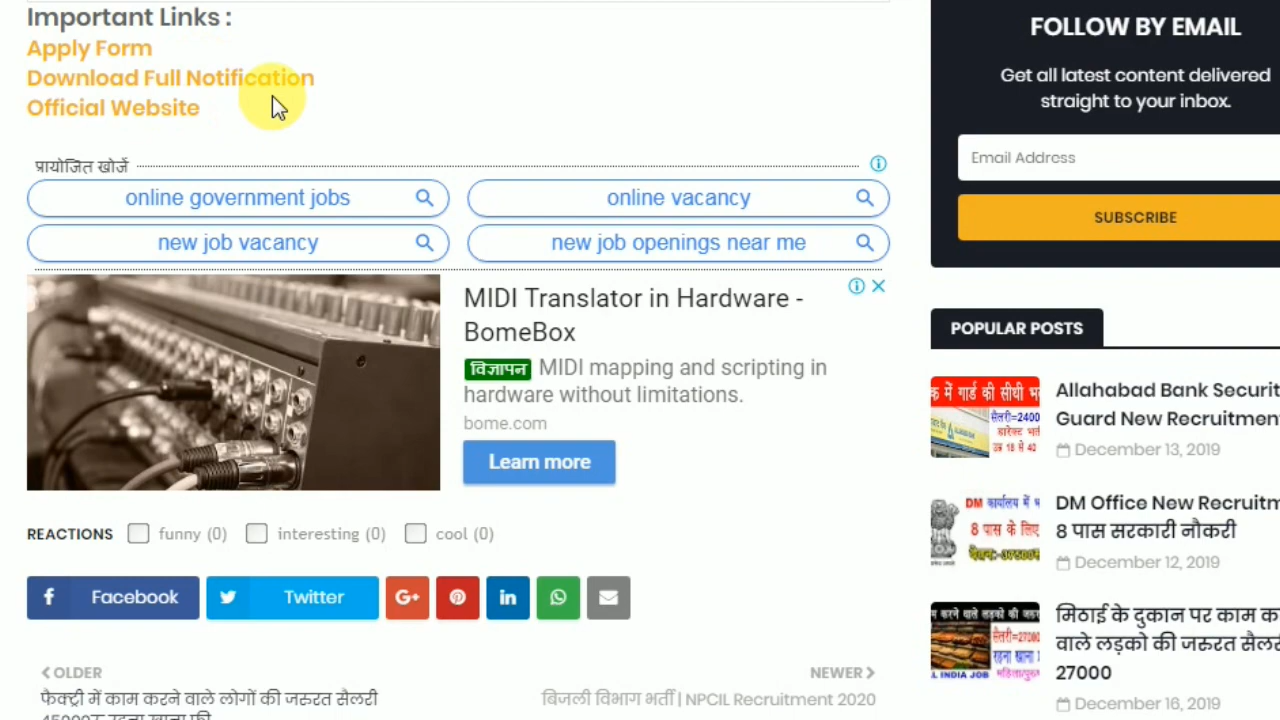 Important Links :
Apply Form
Download Full Notification
Official Website
प्रायोजित खोजें
online government jobs
online vacancy
new job vacancy
new job openings near me
MIDI Translator in Hardware -
BomeBox
विज्ञापन MIDI mapping and scripting in
hardware without limitations.
bome.com
Learn more
REACTIONS funny (0) interesting (0) cool (0)
Facebook
Twitter
G+
in
OLDER
फैक्ट्री में काम करने वाले लोगों की जरुरत सैलरी
NEWER
बिजली विभाग भर्ती | NPCIL Recruitment 2020
FOLLOW BY EMAIL
Get all latest content delivered
straight to your inbox.
Email Address
SUBSCRIBE
POPULAR POSTS
Allahabad Bank Securit
Guard New Recruitmen
December 13, 2019
DM Office New Recruitm
8 पास सरकारी नौकरी
December 12, 2019
मिठाई के दुकान पर काम क
वाले लड़को की जरुरत सैल
27000
December 16, 2019